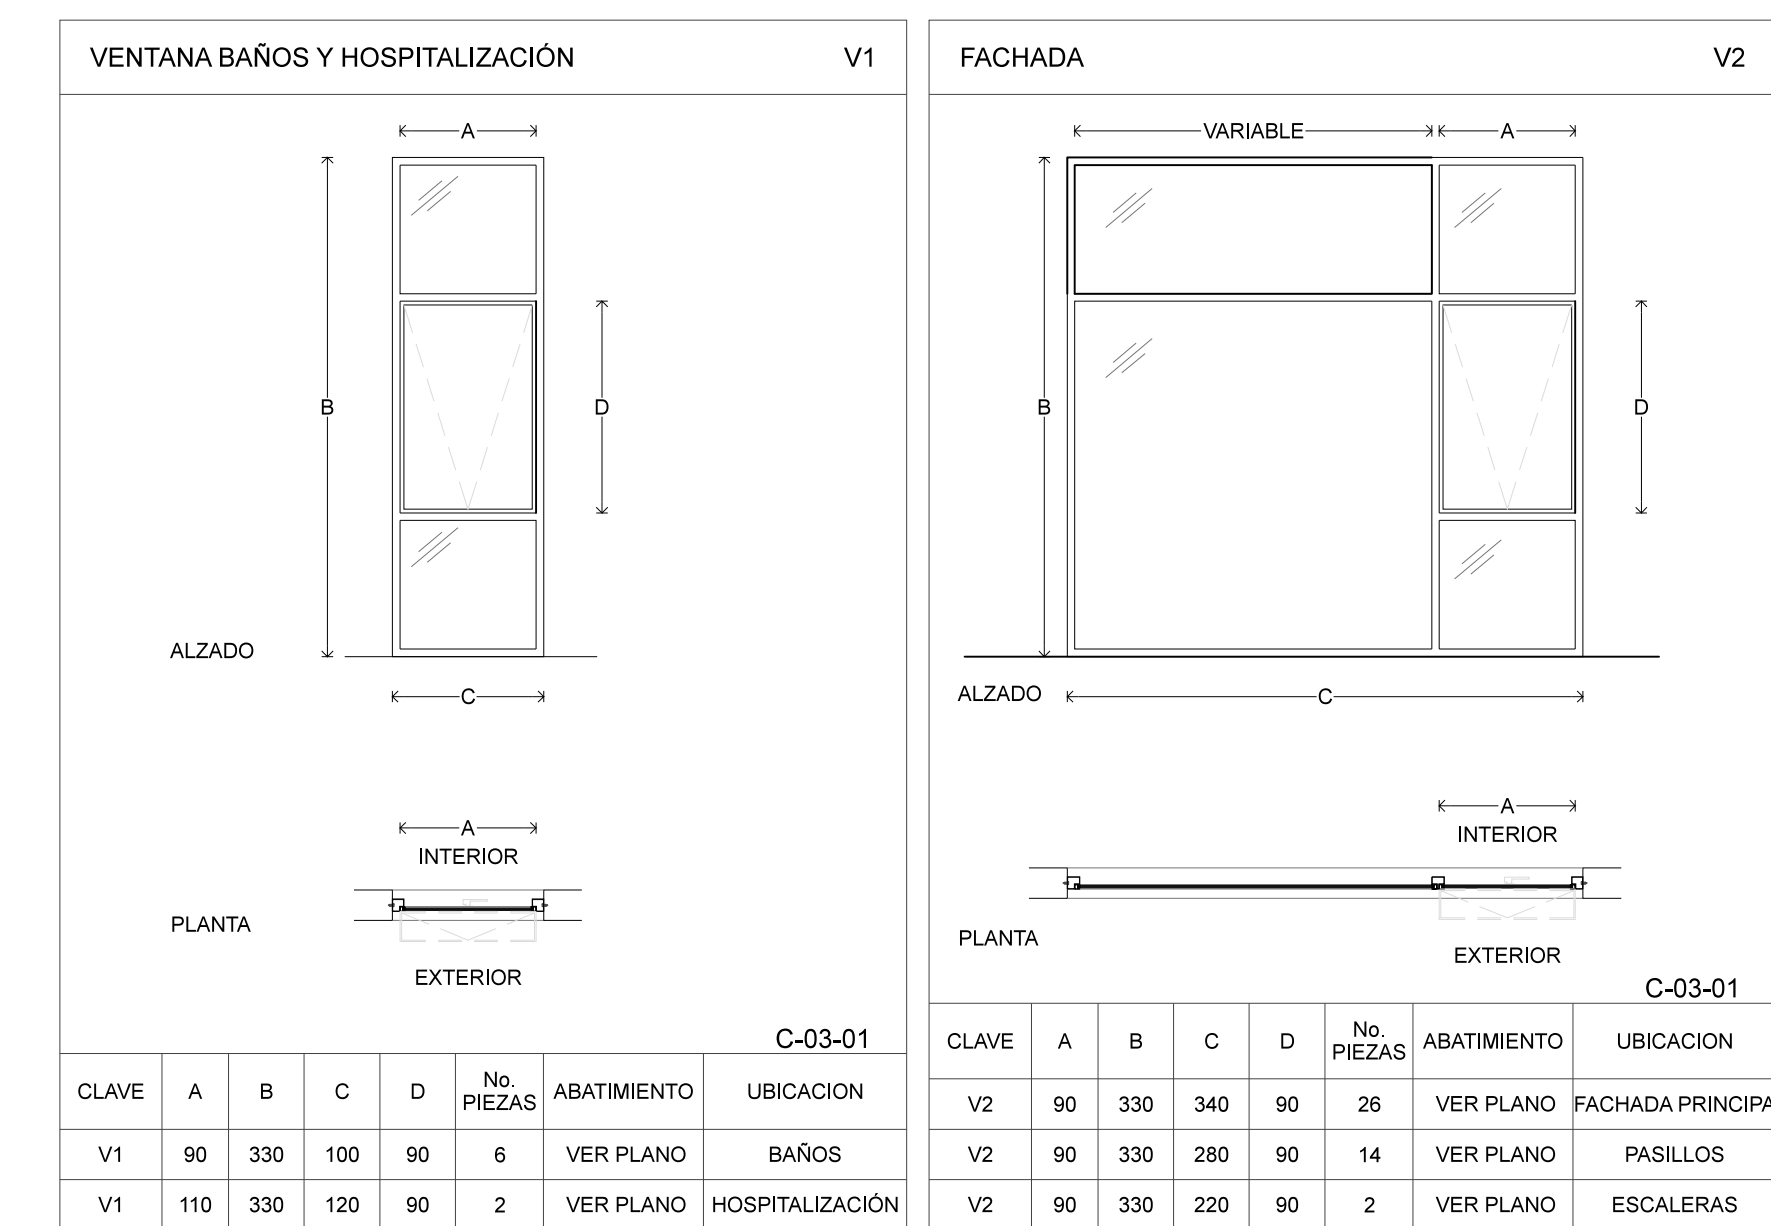 VENTANA BAÑOS Y HOSPITALIZACIÓN V1
A
B
D
ALZADO
C
A
INTERIOR
PLANTA
EXTERIOR
C-03-01
CLAVE A B C D No. PIEZAS ABATIMIENTO UBICACION
V1 90 330 100 90 6 VER PLANO BAÑOS
V1 110 330 120 90 2 VER PLANO HOSPITALIZACIÓN
FACHADA V2
VARIABLE A
B
D
ALZADO C
A
INTERIOR
PLANTA
EXTERIOR
C-03-01
CLAVE A B C D No. PIEZAS ABATIMIENTO UBICACION
V2 90 330 340 90 26 VER PLANO FACHADA PRINCIPA
V2 90 330 280 90 14 VER PLANO PASILLOS
V2 90 330 220 90 2 VER PLANO ESCALERAS